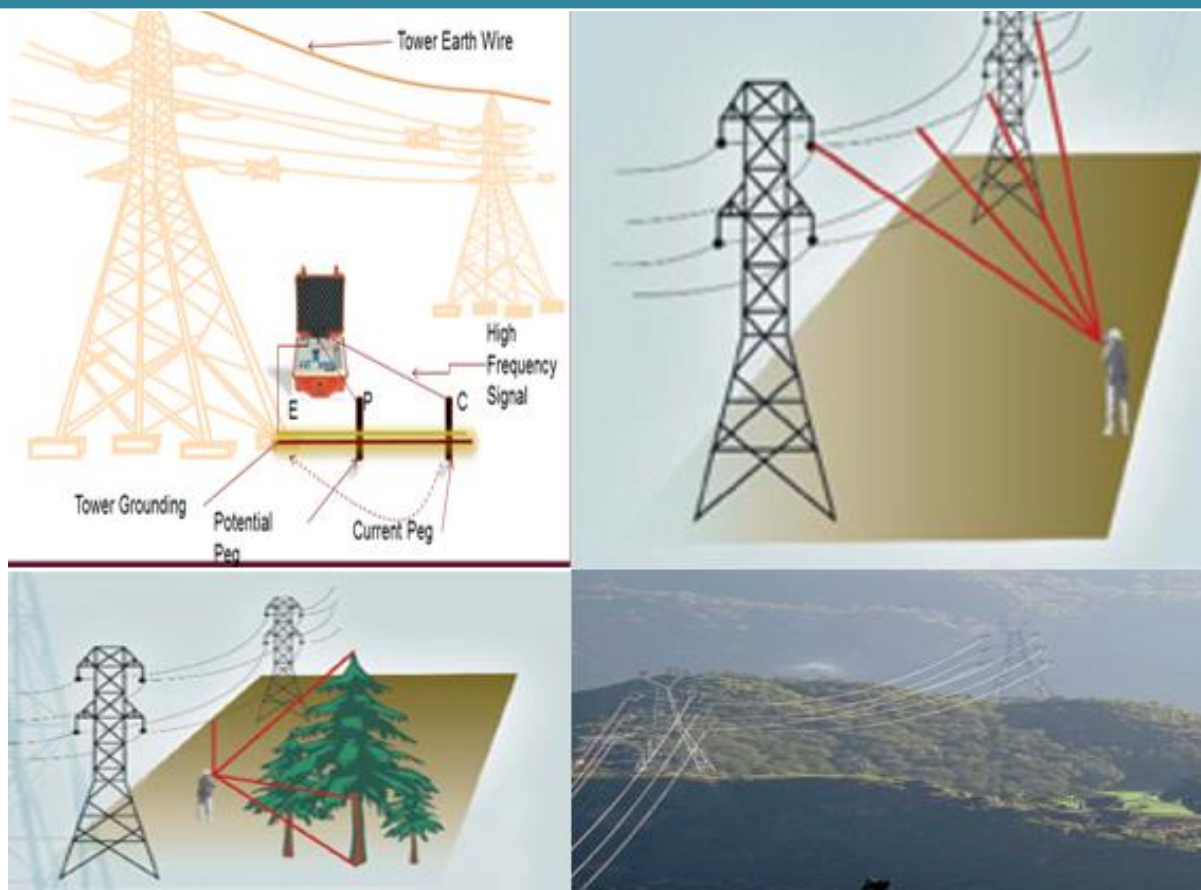 Tower Earth Wire
High
Frequency
Signal
E
P
C
Tower Grounding
Potential
Peg
Current Peg